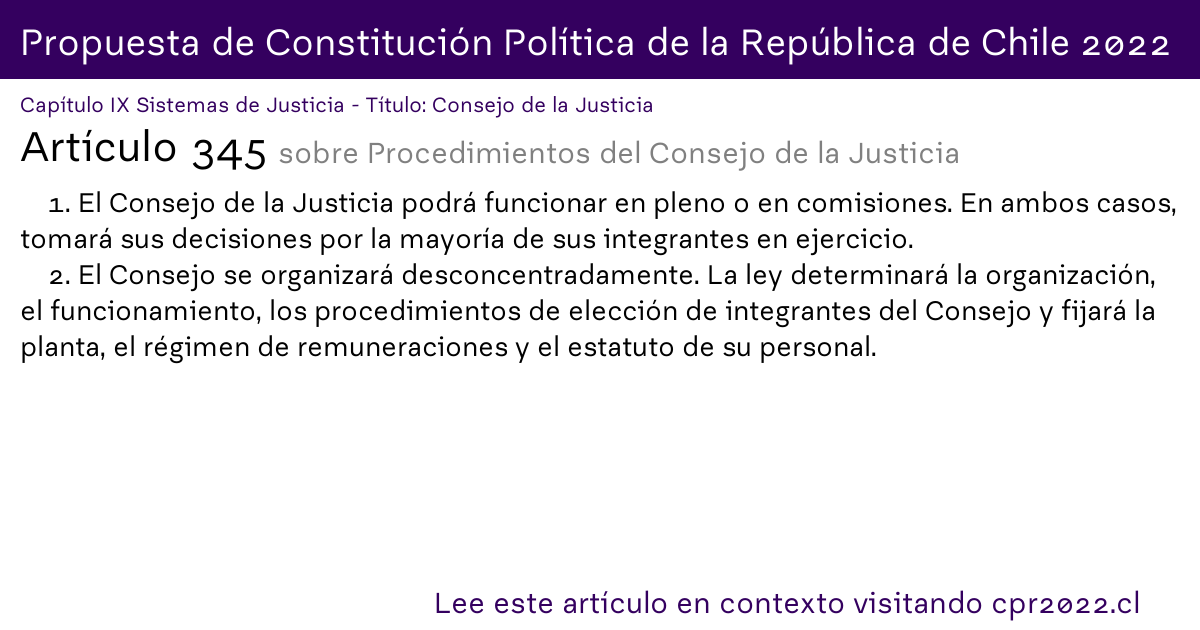 Propuesta de Constitución Política de la República de Chile 2022
Capítulo IX Sistemas de Justicia - Título: Consejo de la Justicia
Artículo 345 sobre Procedimientos del Consejo de la Justicia
1. El Consejo de la Justicia podrá funcionar en pleno o en comisiones. En ambos casos,
tomará sus decisiones por la mayoría de sus integrantes en ejercicio.
2. El Consejo se organizará desconcentradamente. La ley determinará la organización,
el funcionamiento, los procedimientos de elección de integrantes del Consejo y fijará la
planta, el régimen de remuneraciones y el estatuto de su personal.
Lee este artículo en contexto visitando cpr2022.cl